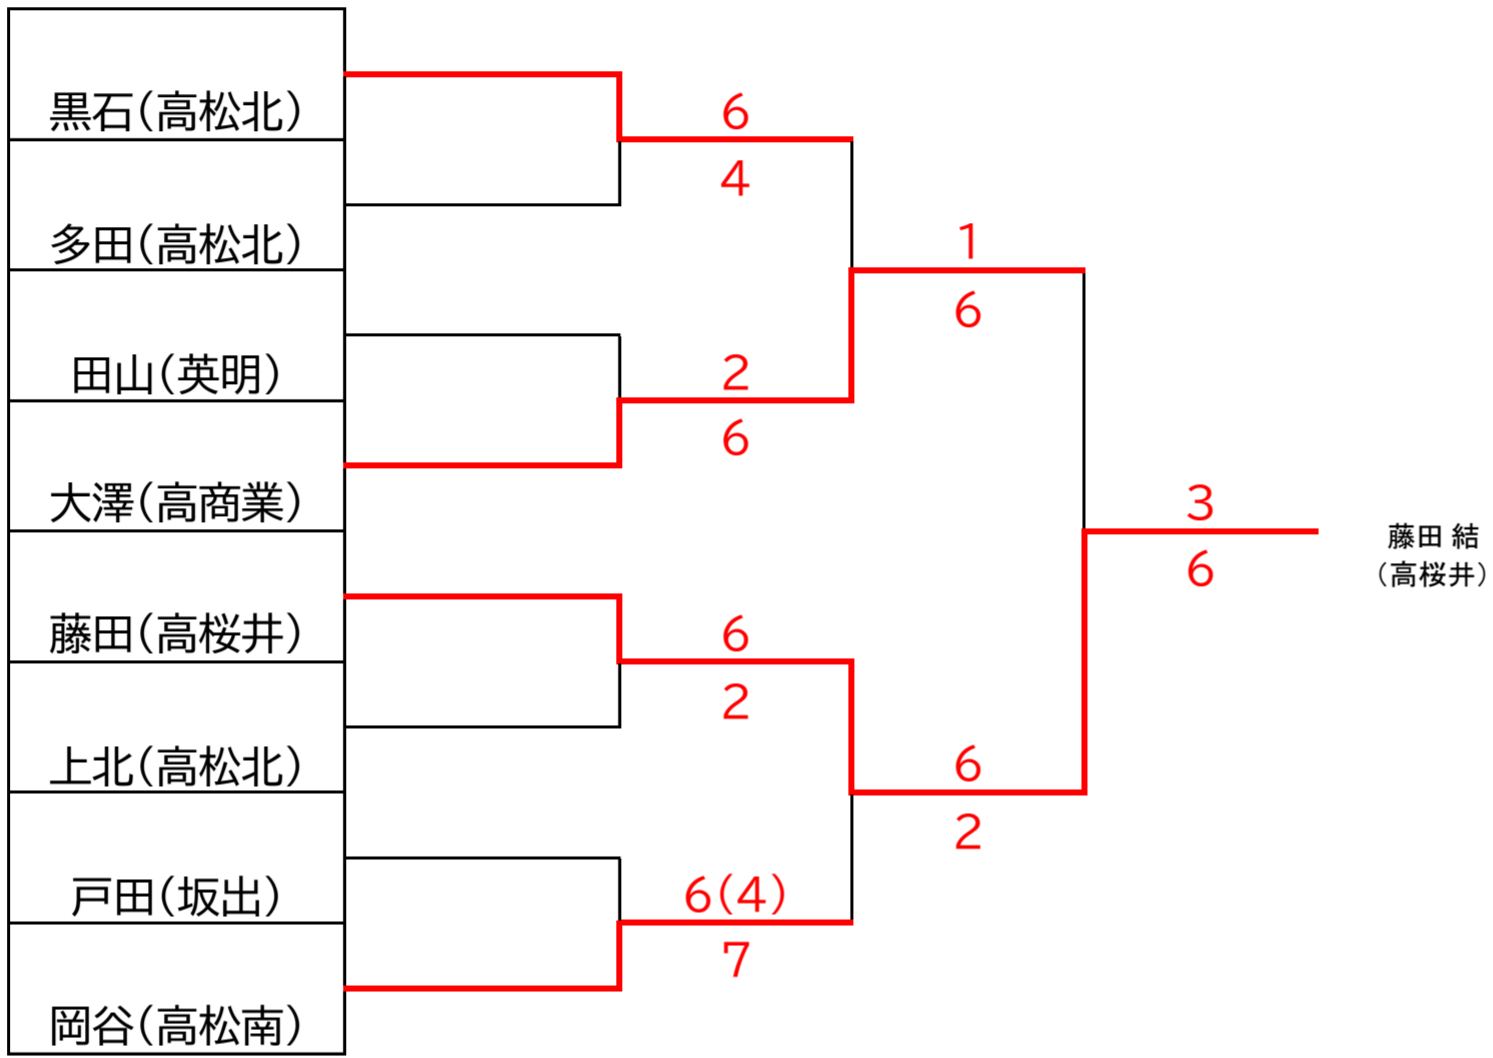 黒石(高松北)
多田(高松北)
田山(英明)
大澤(高商業)
藤田(高桜井)
上北(高松北)
戸田(坂出)
岡谷(高松南)
6
4
2
6
6
2
6(4)
7
1
6
6
2
3
6
藤田 結
(高桜井)